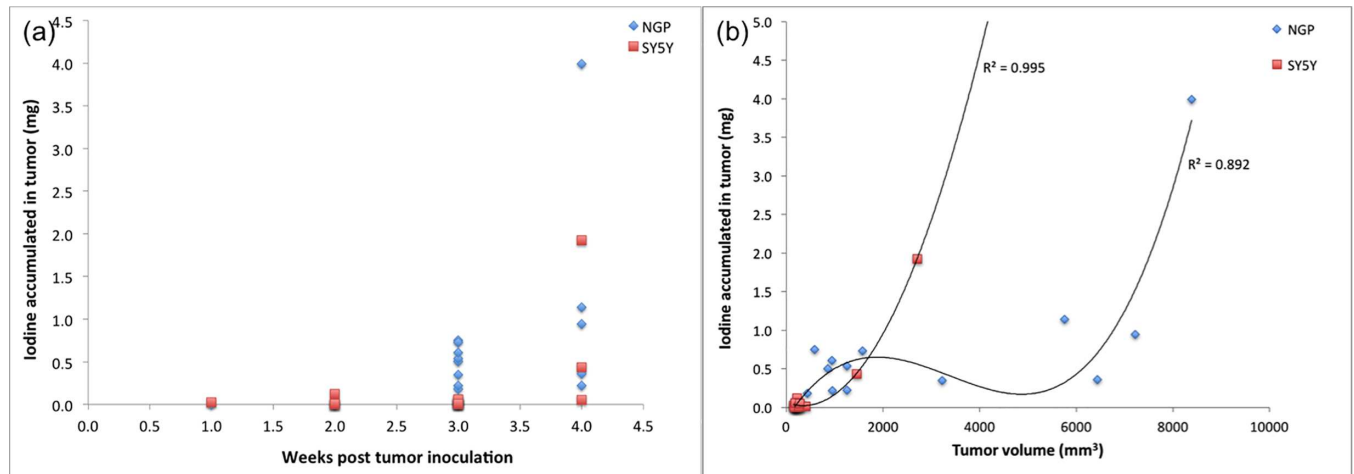 (a)
Iodine accumulated in tumor (mg)
4.5
4.0
3.5
3.0
2.5
2.0
1.5
1.0
0.5
0.0
0.0 0.5 1.0 1.5 2.0 2.5 3.0 3.5 4.0 4.5
Weeks post tumor inoculation
NGP
SY5Y
(b)
Iodine accumulated in tumor (mg)
5.0
4.5
4.0
3.5
3.0
2.5
2.0
1.5
1.0
0.5
0.0
0 2000 4000 6000 8000 10000
Tumor volume (mm³)
R² = 0.995
R² = 0.892
NGP
SY5Y